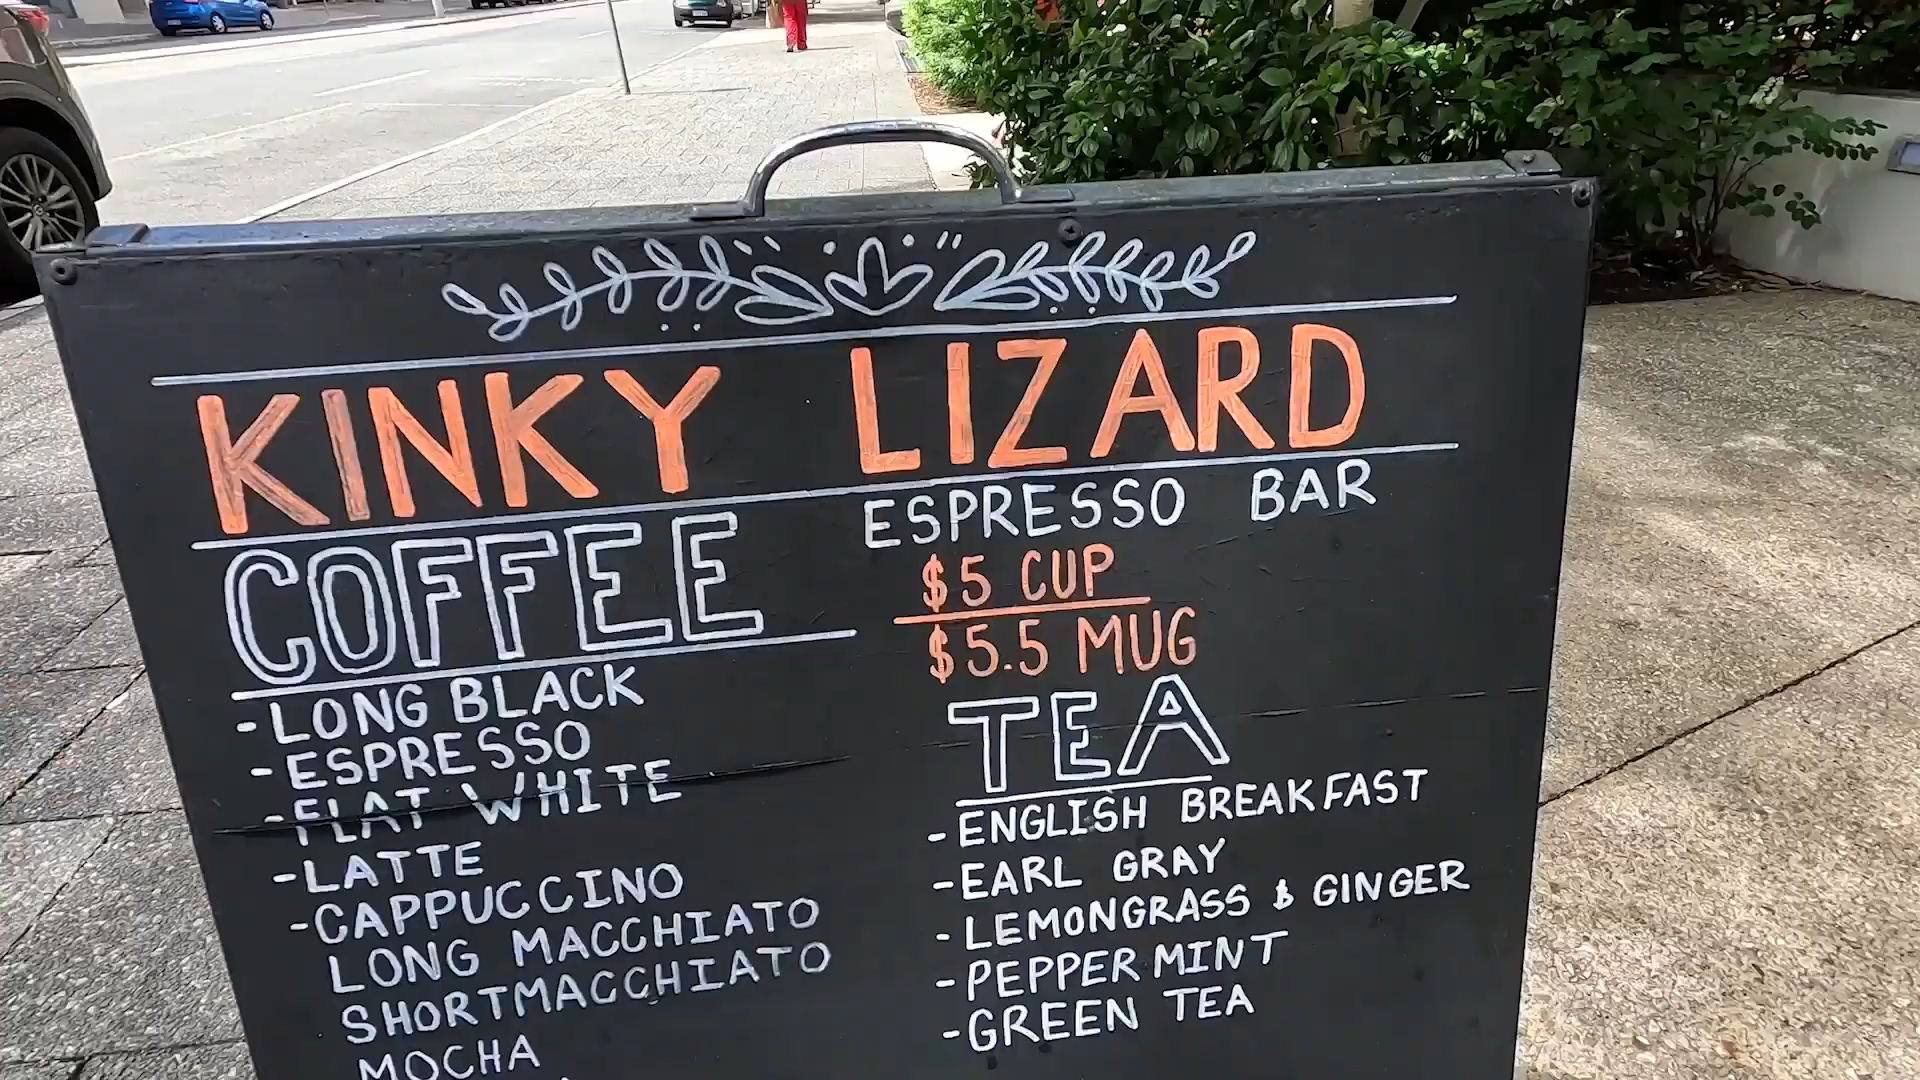 KINKY LIZARD
ESPRESSO BAR
COFFEE
$5 CUP
$5.5 MUG
-LONG BLACK
-ESPRESSO
-FLAT WHITE
-LATTE
-CAPPUCCINO
LONG MACCHIATO
SHORTMACCHIATO
MOCHA
TEA
-ENGLISH BREAKFAST
-EARL GRAY
-LEMONGRASS & GINGER
-PEPPERMINT
-GREEN TEA